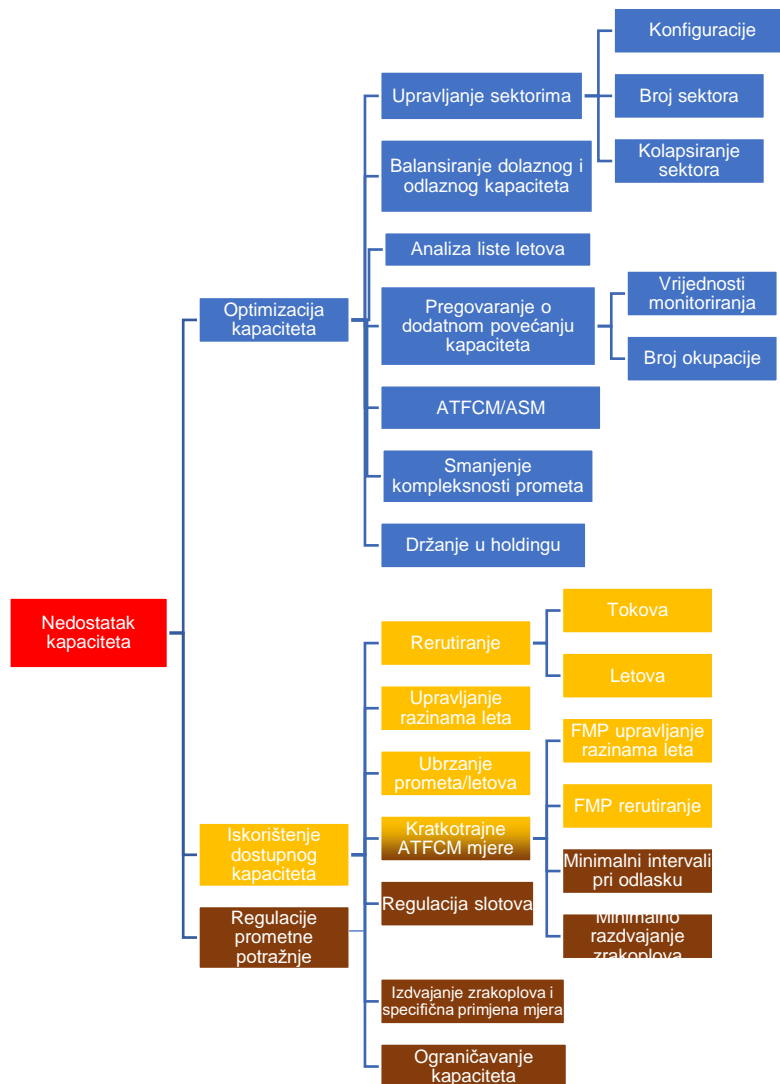 Konfiguracije
Upravljanje sektorima
Broj sektora
Kolapsiranje
sektora
Balansiranje dolaznog i
odlaznog kapaciteta
Analiza liste letova
Optimizacija
kapaciteta
Pregovaranje o
dodatnom povećanju
kapaciteta
Vrijednosti
monitoriranja
Broj okupacije
ATFCM/ASM
Smanjenje
kompleksnosti prometa
Držanje u holdingu
Nedostatak
kapaciteta
Rerutiranje
Tokova
Letova
Upravljanje
razinama leta
Ubrzanje
prometa/letova
Iskorištenje
dostupnog
kapaciteta
Kratkotrajne
ATFCM mjere
FMP upravljanje
razinama leta
FMP rerutiranje
Minimalni intervali
pri odlasku
Minimalno
razdvajanje
zrakoplova
Regulacije
prometne
potražnje
Regulacija slotova
Izdvajanje zrakoplova i
specifična primjena mjera
Ograničavanje
kapaciteta